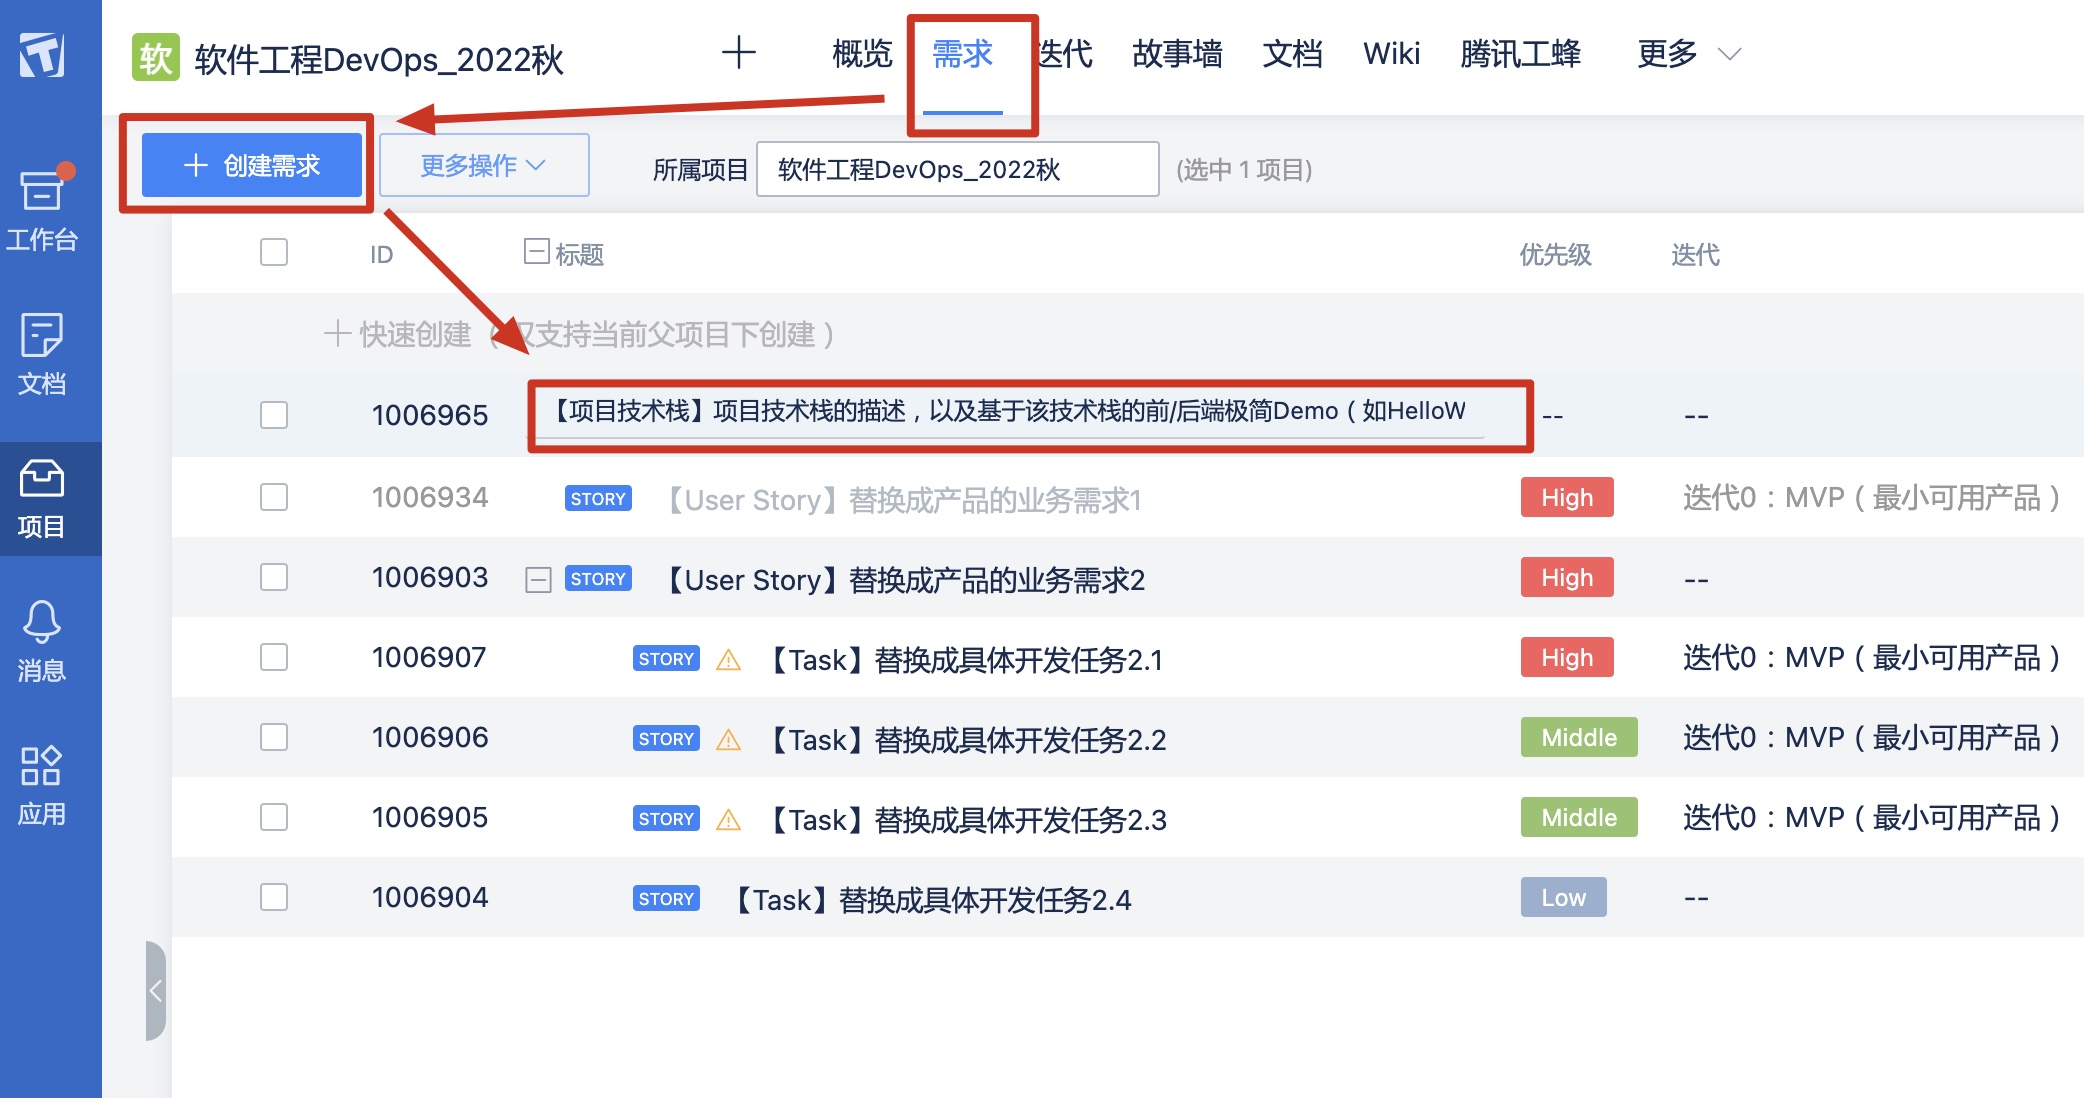 软 软件工程DevOps_2022秋 概览 需求 迭代 故事墙 文档 Wiki 腾讯工蜂 更多
创建需求 更多操作 所属项目 软件工程DevOps_2022秋 (选中 1 项目)
工作台
文档
项目
消息
应用
ID 标题 优先级 迭代
快速创建 （仅支持当前父项目下创建）
1006965 【项目技术栈】项目技术栈的描述，以及基于该技术栈的前/后端极简Demo（如HelloW -- --
1006934 STORY 【User Story】替换成产品的业务需求1 High 迭代0：MVP（最小可用产品）
1006903 STORY 【User Story】替换成产品的业务需求2 High --
1006907 STORY 【Task】替换成具体开发任务2.1 High 迭代0：MVP（最小可用产品）
1006906 STORY 【Task】替换成具体开发任务2.2 Middle 迭代0：MVP（最小可用产品）
1006905 STORY 【Task】替换成具体开发任务2.3 Middle 迭代0：MVP（最小可用产品）
1006904 STORY 【Task】替换成具体开发任务2.4 Low --